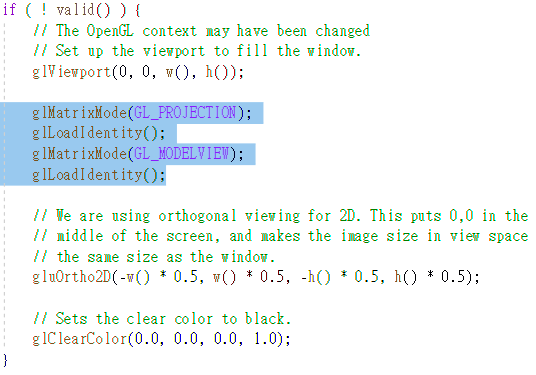 if ( ! valid() ) {
// The OpenGL context may have been changed
// Set up the viewport to fill the window.
glViewport(0, 0, w(), h());
glMatrixMode(GL_PROJECTION);
glLoadIdentity();
glMatrixMode(GL_MODELVIEW);
glLoadIdentity();
// We are using orthogonal viewing for 2D. This puts 0,0 in the
// middle of the screen, and makes the image size in view space
// the same size as the window.
gluOrtho2D(-w() * 0.5, w() * 0.5, -h() * 0.5, h() * 0.5);
// Sets the clear color to black.
glClearColor(0.0, 0.0, 0.0, 1.0);
}